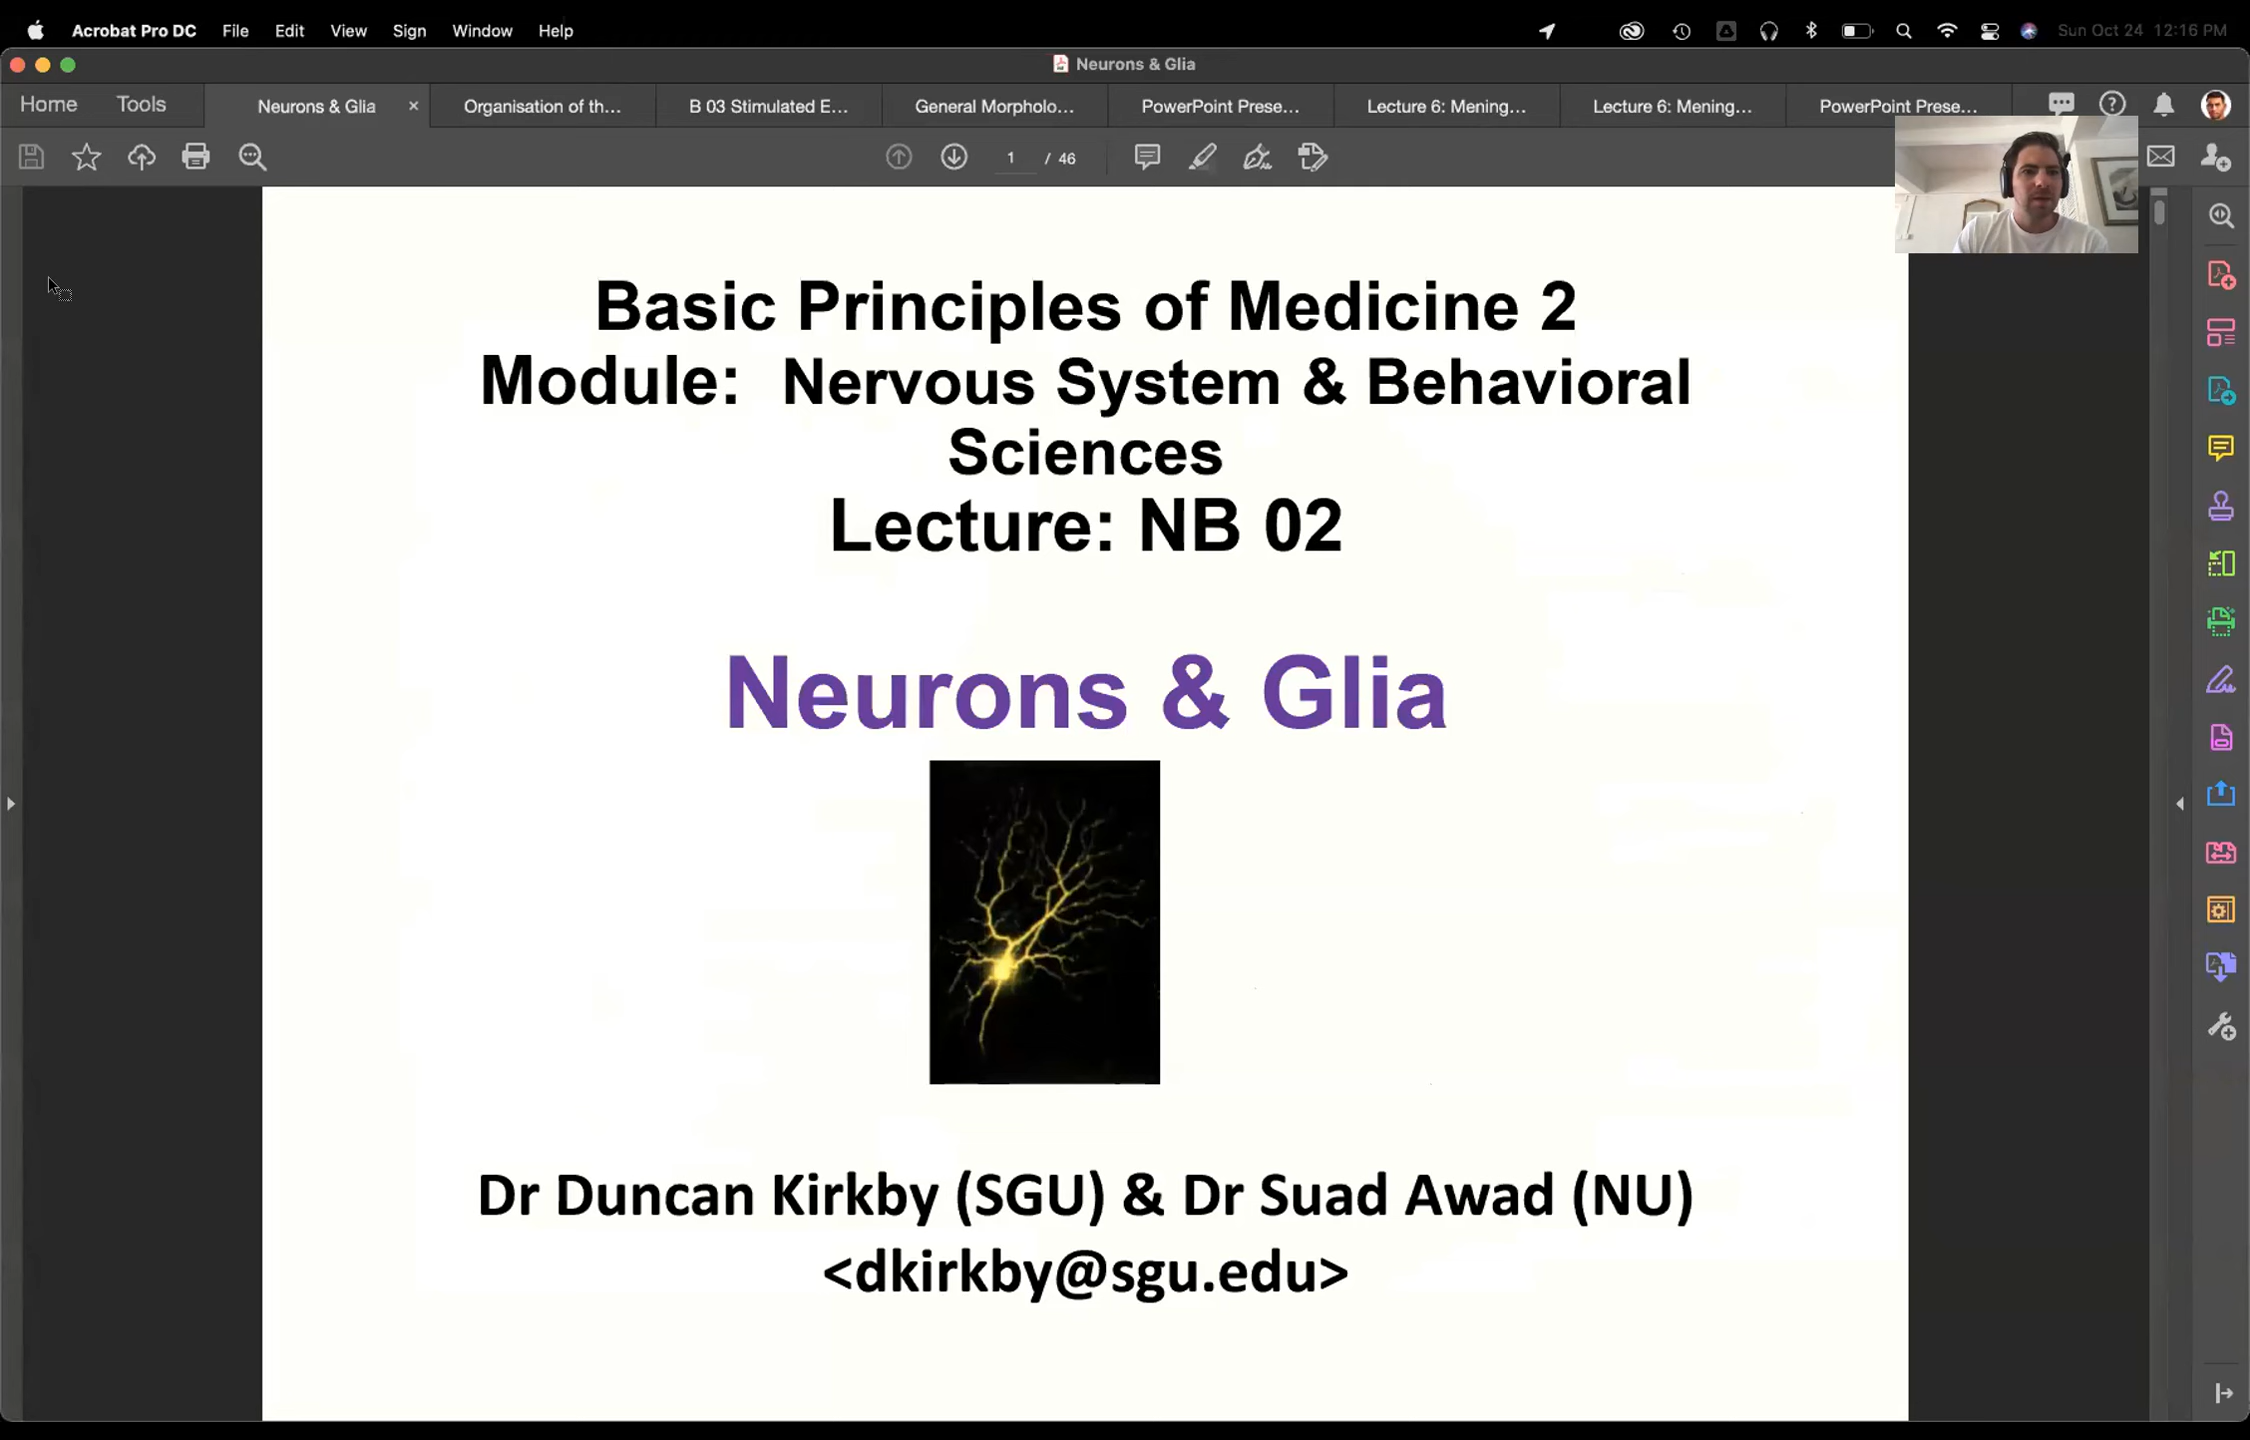 Acrobat Pro DC File Edit View Sign Window Help Sun Oct 24 12:16 PM
Neurons & Glia
Home Tools Neurons & Glia × Organisation of th... B 03 Stimulated E... General Morpholo... PowerPoint Prese... Lecture 6: Mening... Lecture 6: Mening... PowerPoint Prese...
1 / 46
Basic Principles of Medicine 2
Module: Nervous System & Behavioral
Sciences
Lecture: NB 02
Neurons & Glia
Dr Duncan Kirkby (SGU) & Dr Suad Awad (NU)
<dkirkby@sgu.edu>